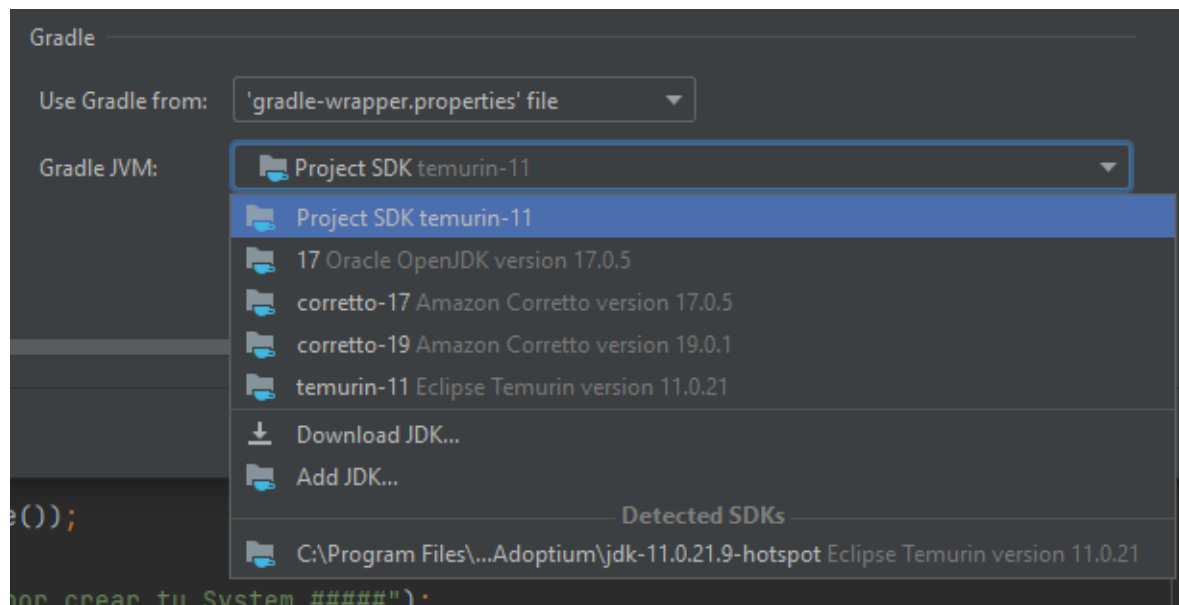 Gradle
Use Gradle from: 'gradle-wrapper.properties' file
Gradle JVM: Project SDK temurin-11
Project SDK temurin-11
17 Oracle OpenJDK version 17.0.5
corretto-17 Amazon Corretto version 17.0.5
corretto-19 Amazon Corretto version 19.0.1
temurin-11 Eclipse Temurin version 11.0.21
Download JDK...
Add JDK...
e());
Detected SDKs
C:\Program Files\...Adoptium\jdk-11.0.21.9-hotspot Eclipse Temurin version 11.0.21
por crear tu System #####");